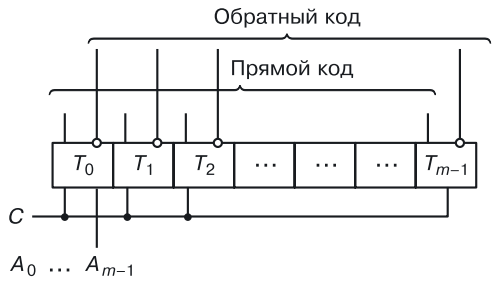 Обратный код
Прямой код
T₀ T₁ T₂ ... ... ... Tₘ₋₁
C
A₀ ... Aₘ₋₁